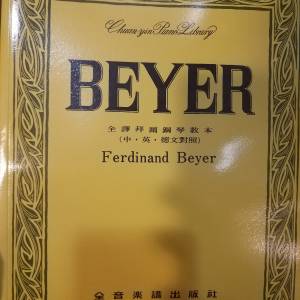 Chuan-yin Piano Library
BEYER
全譯拜爾鋼琴教本
(中・英・德文對照)
Ferdinand Beyer
全音樂譜出版社